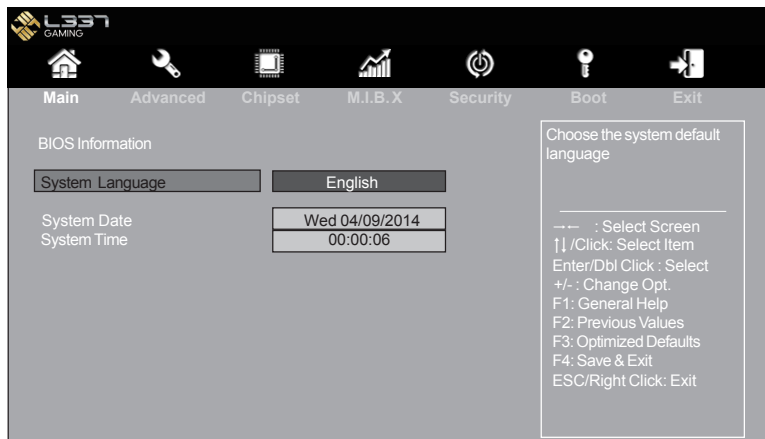 L337
GAMING
Main Advanced Chipset M.I.B.X Security Boot Exit
BIOS Information
System Language English
System Date Wed 04/09/2014
System Time 00:00:06
Choose the system default
language
→← : Select Screen
↑↓/Click: Select Item
Enter/Dbl Click : Select
+/- : Change Opt.
F1: General Help
F2: Previous Values
F3: Optimized Defaults
F4: Save & Exit
ESC/Right Click: Exit